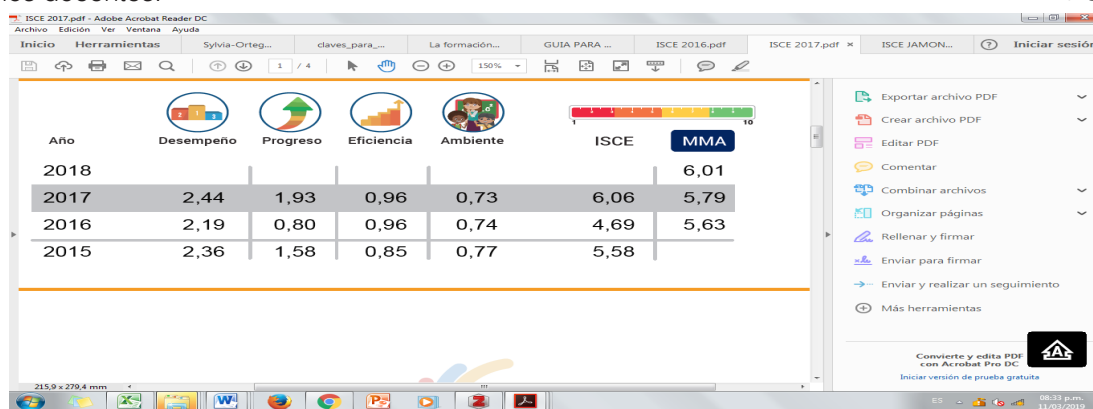 ISCE 2017.pdf - Adobe Acrobat Reader DC
Archivo Edición Ver Ventana Ayuda
Inicio Herramientas Sylvia-Orteg... claves_para_... La formación... GUIA PARA ... ISCE 2016.pdf ISCE 2017.pdf × ISCE JAMON... Iniciar sesión
1 / 4 150%
1 10
Año Desempeño Progreso Eficiencia Ambiente ISCE MMA
2018 6,01
2017 2,44 1,93 0,96 0,73 6,06 5,79
2016 2,19 0,80 0,96 0,74 4,69 5,63
2015 2,36 1,58 0,85 0,77 5,58
Exportar archivo PDF
Crear archivo PDF
Editar PDF
Comentar
Combinar archivos
Organizar páginas
Rellenar y firmar
Enviar para firmar
Enviar y realizar un seguimiento
Más herramientas
Convierte y edita PDF
con Acrobat Pro DC
Iniciar versión de prueba gratuita
215,9 x 279,4 mm
ES 08:33 p.m.
11/03/2019